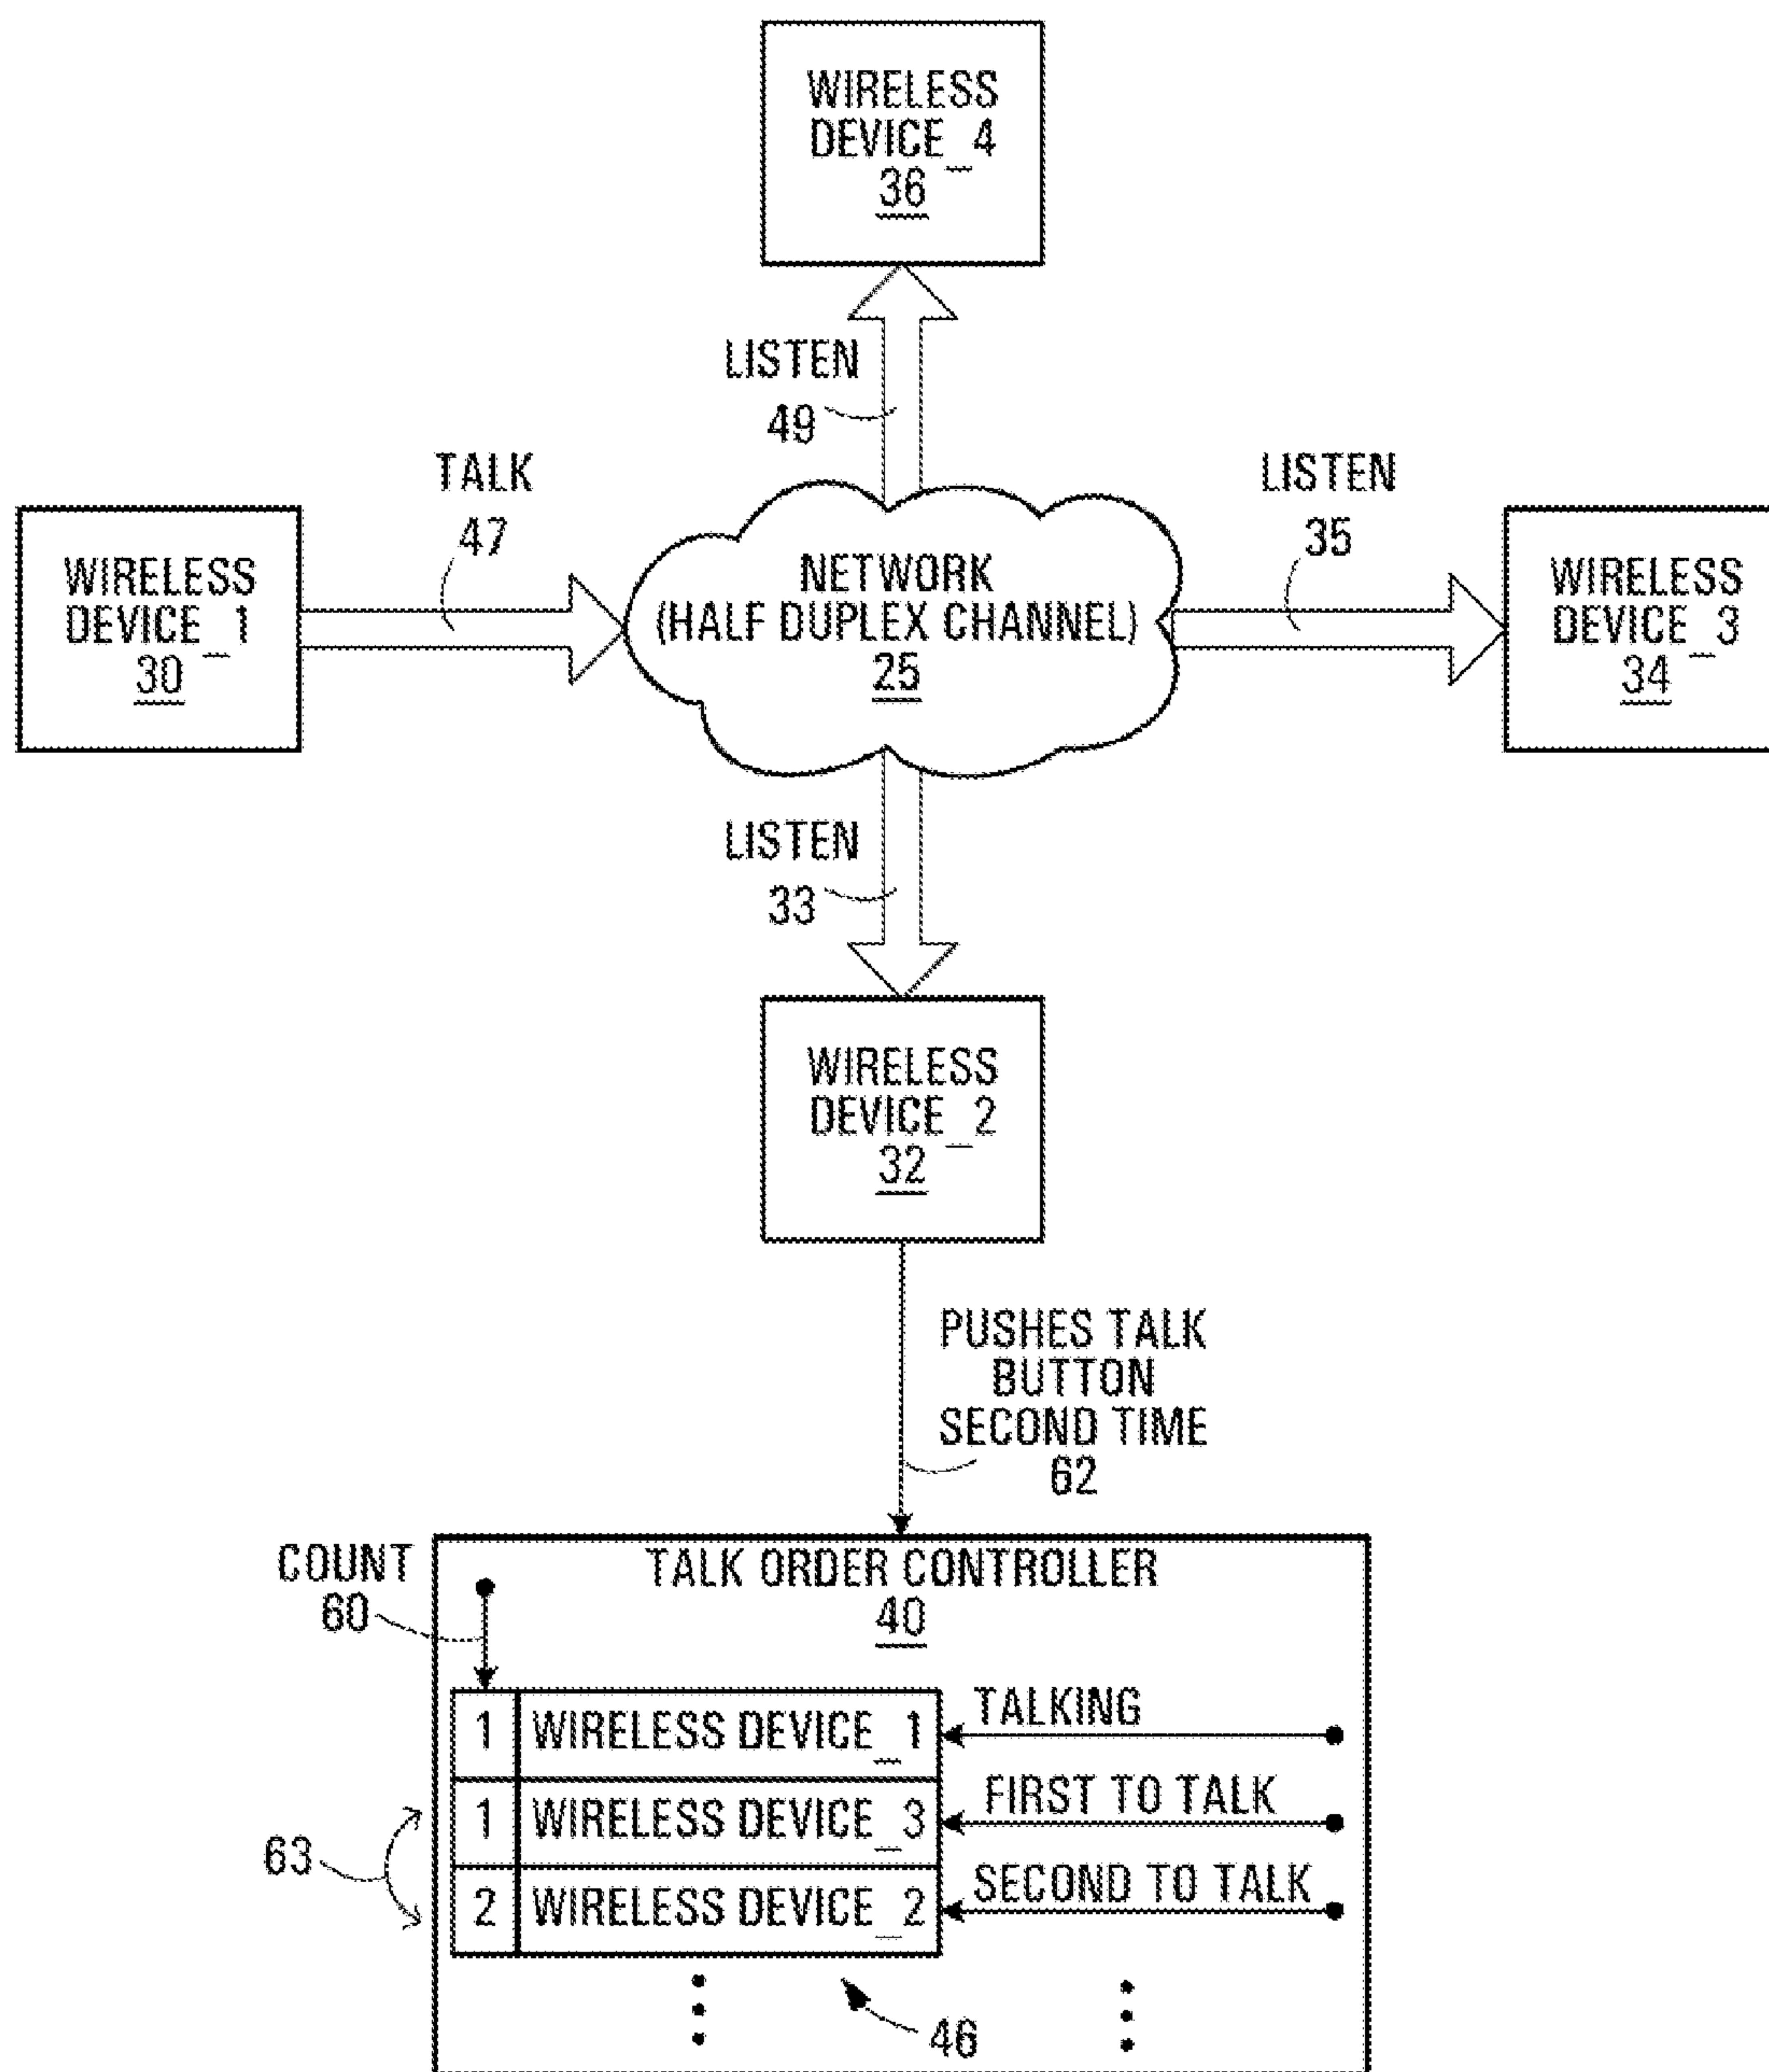 WIRELESS
DEVICE_4
36
LISTEN
49
TALK
47
LISTEN
35
WIRELESS
DEVICE_1
30
NETWORK
(HALF DUPLEX CHANNEL)
25
WIRELESS
DEVICE_3
34
LISTEN
33
WIRELESS
DEVICE_2
32
PUSHES TALK
BUTTON
SECOND TIME
62
COUNT
60
TALK ORDER CONTROLLER
40
1 WIRELESS DEVICE_1 TALKING
1 WIRELESS DEVICE_3 FIRST TO TALK
63
2 WIRELESS DEVICE_2 SECOND TO TALK
46